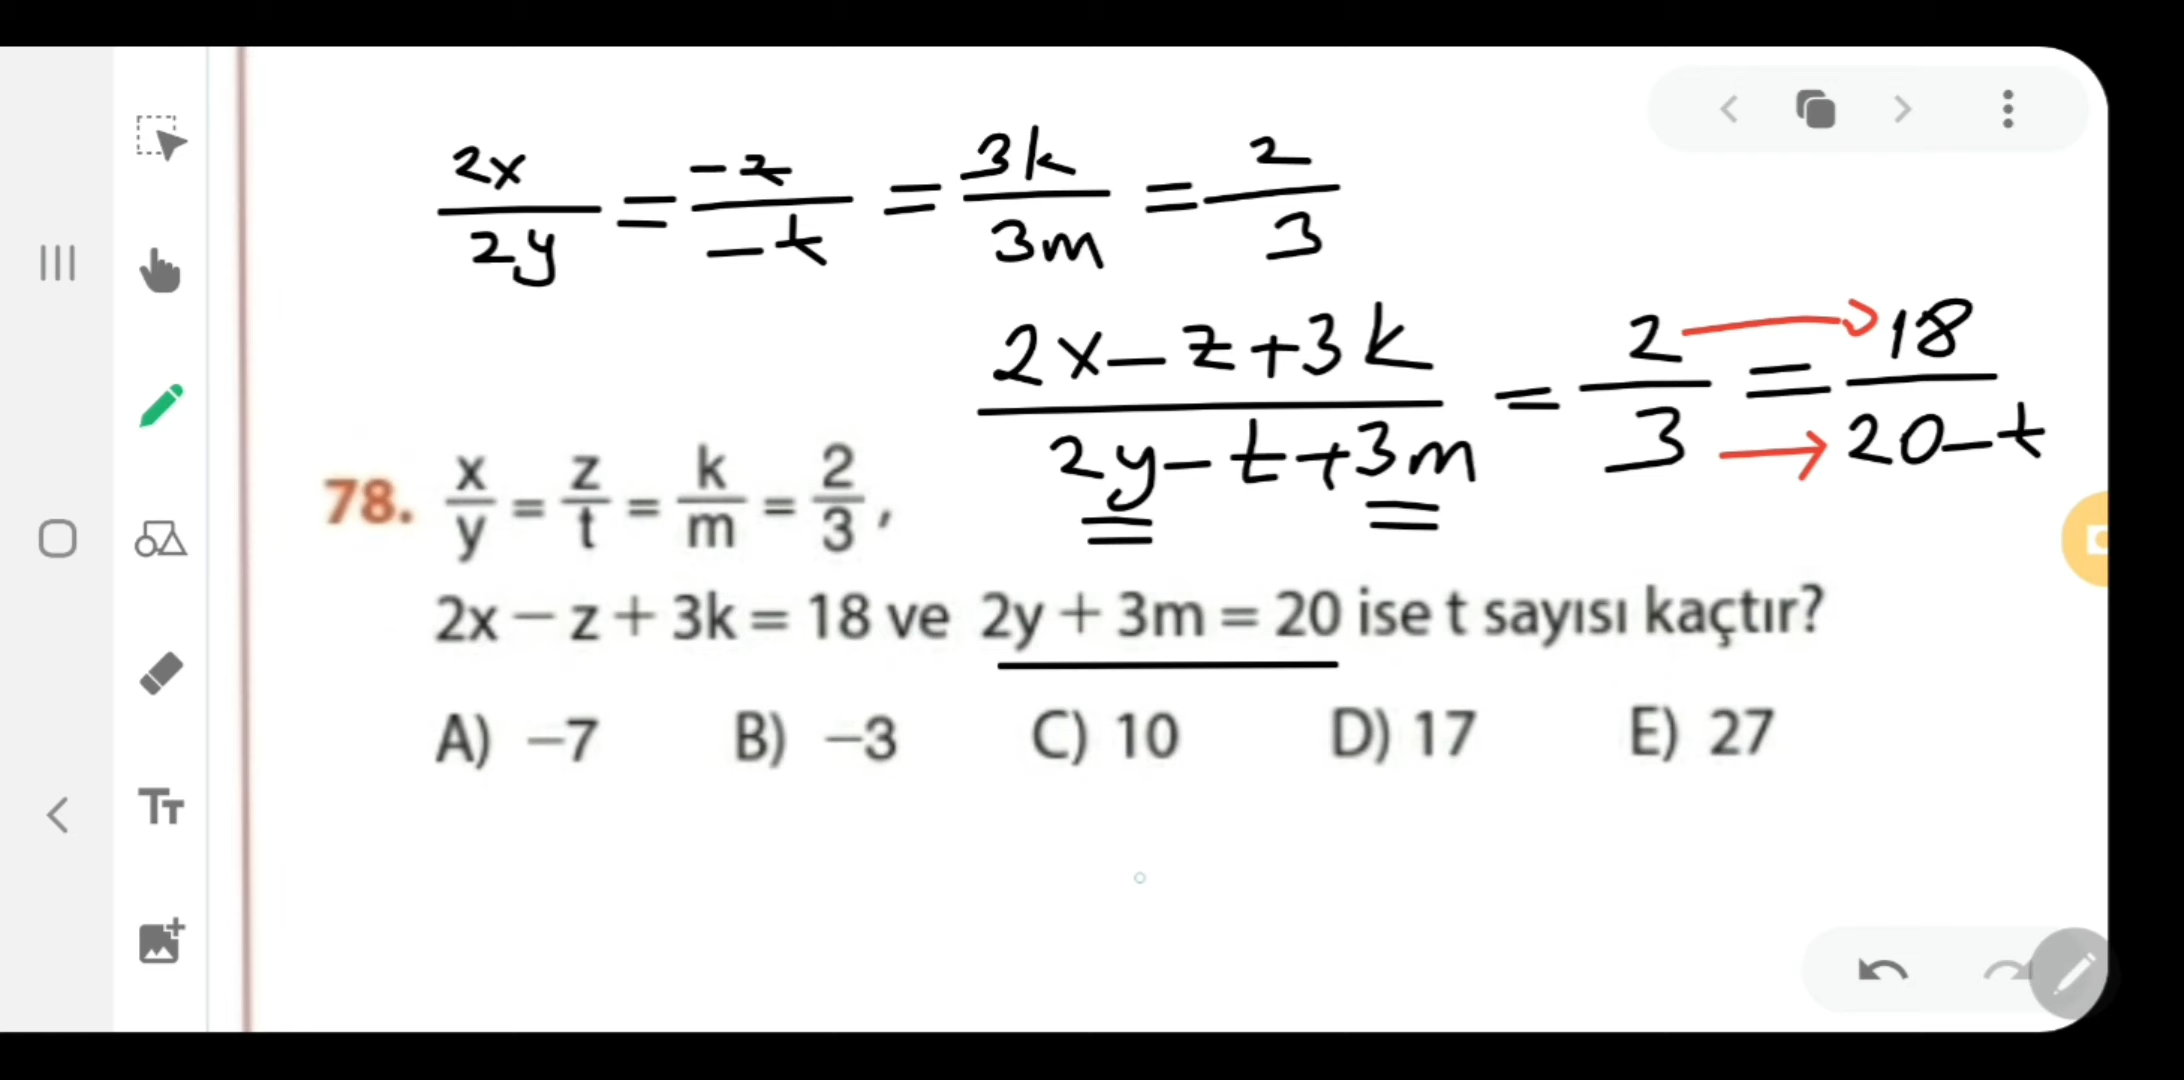 2x/2y = -z/-t = 3k/3m = 2/3
2x-z+3k/2y-t+3m = 2/3 = 18/20-t
78. x/y = z/t = k/m = 2/3,
2x − z + 3k = 18 ve 2y + 3m = 20 ise t sayısı kaçtır?
A) −7 B) −3 C) 10 D) 17 E) 27
Tт